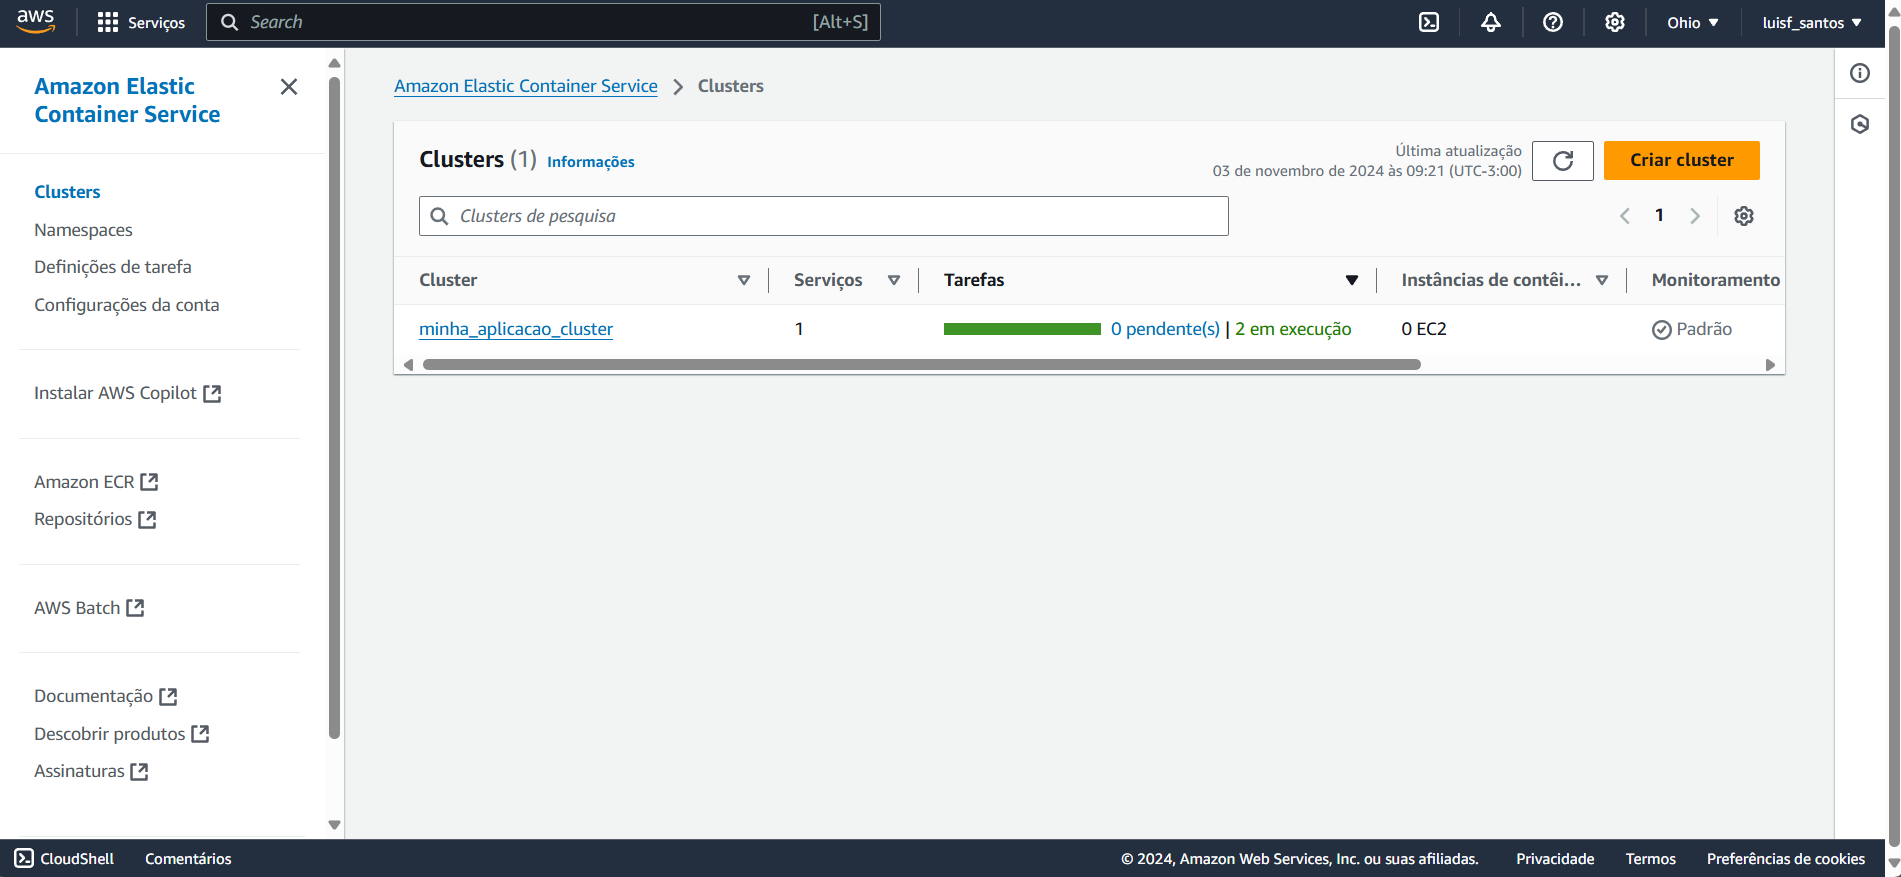 aws
Serviços
Search
[Alt+S]
Ohio
luisf_santos
Amazon Elastic
Container Service
Clusters
Namespaces
Definições de tarefa
Configurações da conta
Instalar AWS Copilot
Amazon ECR
Repositórios
AWS Batch
Documentação
Descobrir produtos
Assinaturas
Amazon Elastic Container Service
Clusters
Clusters (1) Informações
Última atualização
03 de novembro de 2024 às 09:21 (UTC-3:00)
Criar cluster
Clusters de pesquisa
1
Cluster
Serviços
Tarefas
Instâncias de contêi...
Monitoramento
minha_aplicacao_cluster
1
0 pendente(s) | 2 em execução
0 EC2
Padrão
CloudShell
Comentários
© 2024, Amazon Web Services, Inc. ou suas afiliadas.
Privacidade
Termos
Preferências de cookies